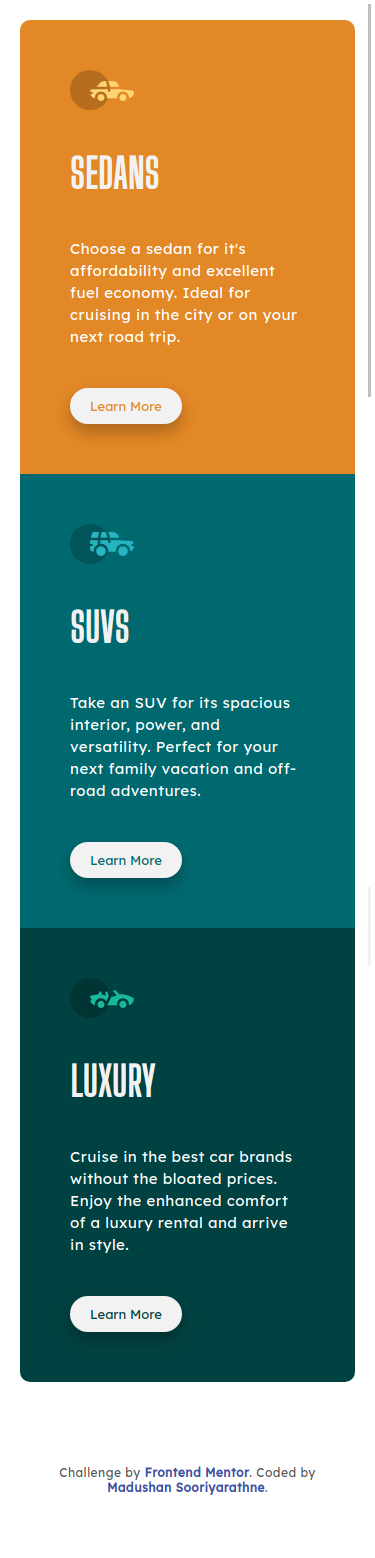 SEDANS
Choose a sedan for it's
affordability and excellent
fuel economy. Ideal for
cruising in the city or on your
next road trip.
Learn More
SUVS
Take an SUV for its spacious
interior, power, and
versatility. Perfect for your
next family vacation and off-
road adventures.
Learn More
LUXURY
Cruise in the best car brands
without the bloated prices.
Enjoy the enhanced comfort
of a luxury rental and arrive
in style.
Learn More
Challenge by Frontend Mentor. Coded by
Madushan Sooriyarathne.